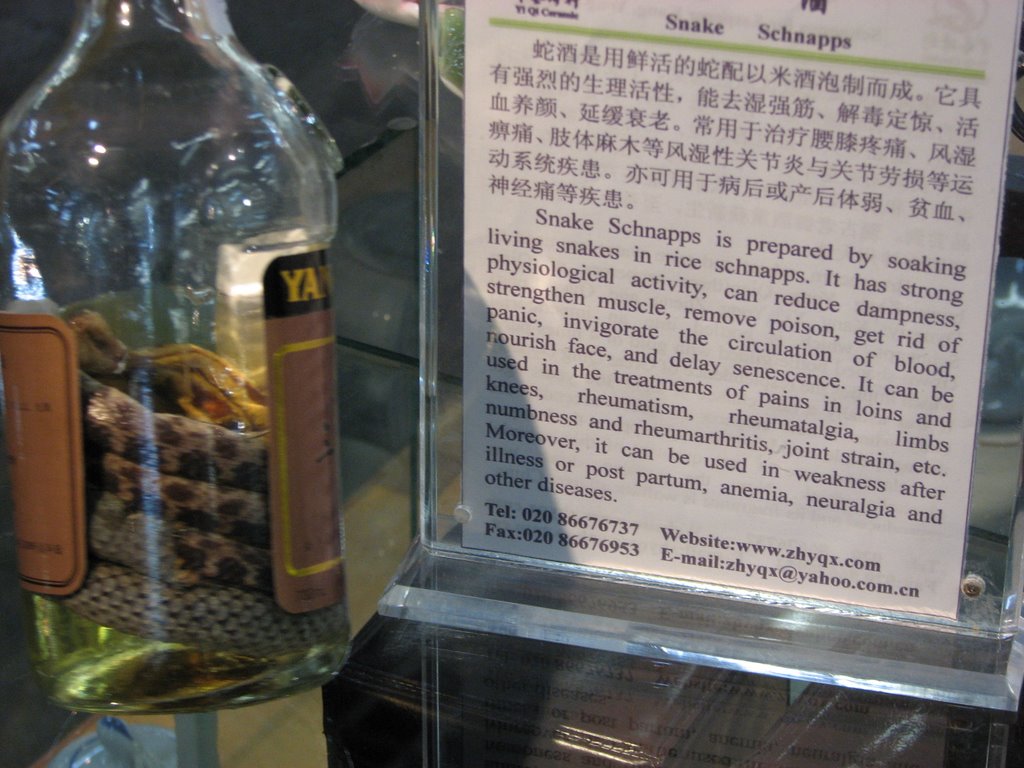 Yi Qi Ceramic
酒
Snake Schnapps
蛇酒是用鲜活的蛇配以米酒泡制而成。它具
有强烈的生理活性，能去湿强筋、解毒定惊、活
血养颜、延缓衰老。常用于治疗腰膝疼痛、风湿
痹痛、肢体麻木等风湿性关节炎与关节劳损等运
动系统疾患。亦可用于病后或产后体弱、贫血、
神经痛等疾患。
Snake Schnapps is prepared by soaking
living snakes in rice schnapps. It has strong
physiological activity, can reduce dampness,
strengthen muscle, remove poison, get rid of
panic, invigorate the circulation of blood,
nourish face, and delay senescence. It can be
used in the treatments of pains in loins and
knees, rheumatism, rheumatalgia, limbs
numbness and rheumarthritis, joint strain, etc.
Moreover, it can be used in weakness after
illness or post partum, anemia, neuralgia and
other diseases.
Tel: 020 86676737 Website:www.zhyqx.com
Fax:020 86676953 E-mail:zhyqx@yahoo.com.cn
YA